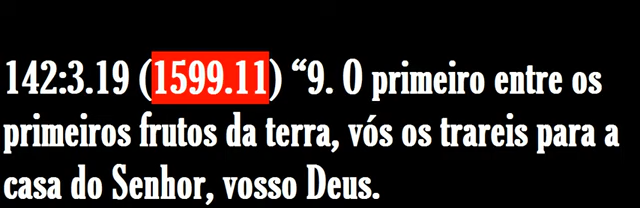 142:3.19 (1599.11) “9. O primeiro entre os
primeiros frutos da terra, vós os trareis para a
casa do Senhor, vosso Deus.